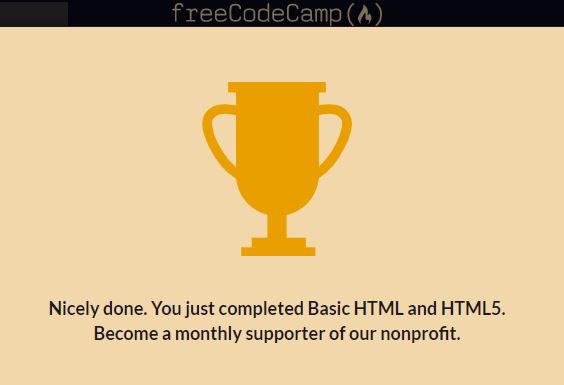 freeCodeCamp(🔥)
Nicely done. You just completed Basic HTML and HTML5.
Become a monthly supporter of our nonprofit.